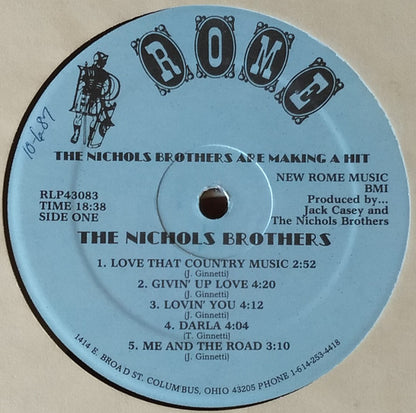 ROME
10-6-87
THE NICHOLS BROTHERS ARE MAKING A HIT
RLP43083
TIME 18:38
SIDE ONE
NEW ROME MUSIC
BMI
Produced by...
Jack Casey and
The Nichols Brothers
THE NICHOLS BROTHERS
1. LOVE THAT COUNTRY MUSIC 2:52
(J. Ginnetti)
2. GIVIN' UP LOVE 4:20
(J. Ginnetti)
3. LOVIN' YOU 4:12
(J. Ginnetti)
4. DARLA 4:04
(T. Ginnetti)
5. ME AND THE ROAD 3:10
(J. Ginnetti)
1414 E. BROAD ST. COLUMBUS, OHIO 43205 PHONE 1-614-253-4418